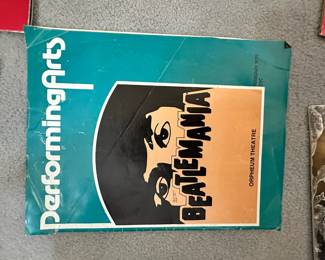 PerformingArts
BEATLEMANIA
ORPHEUM THEATRE